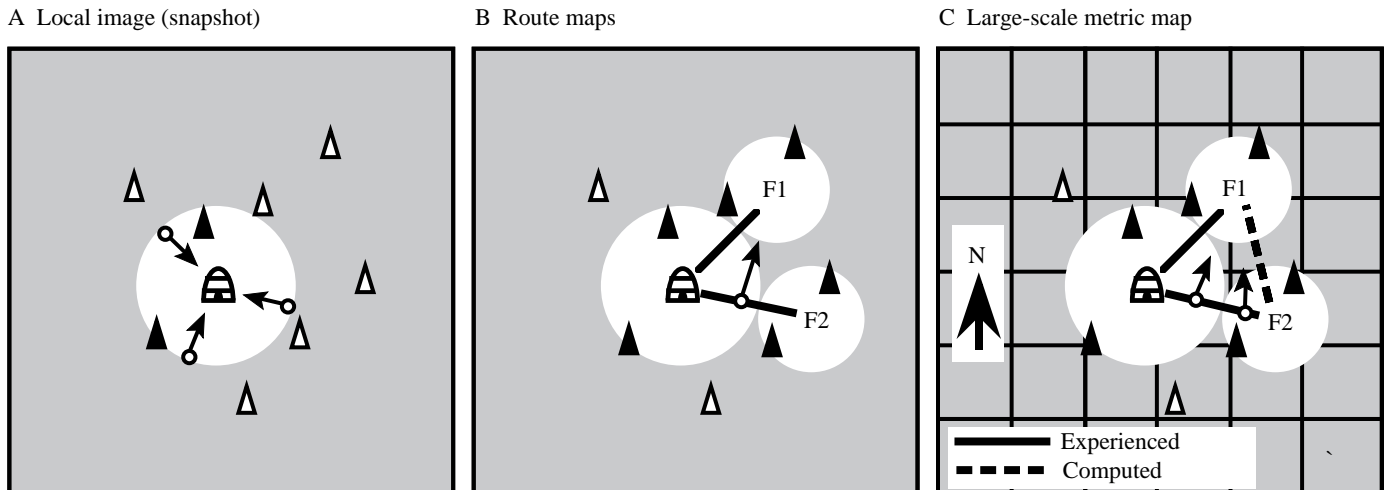 A Local image (snapshot)
B Route maps
C Large-scale metric map
F1
F2
F1
N
F2
Experienced
Computed